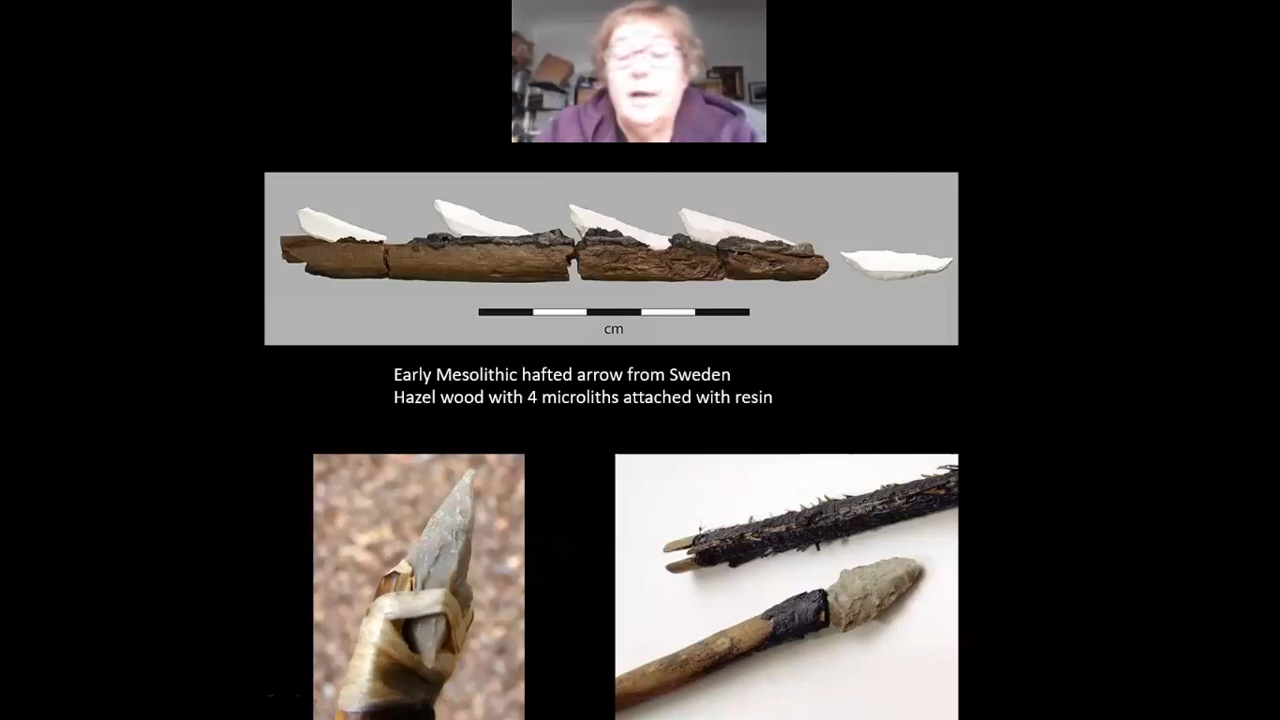 cm
Early Mesolithic hafted arrow from Sweden
Hazel wood with 4 microliths attached with resin